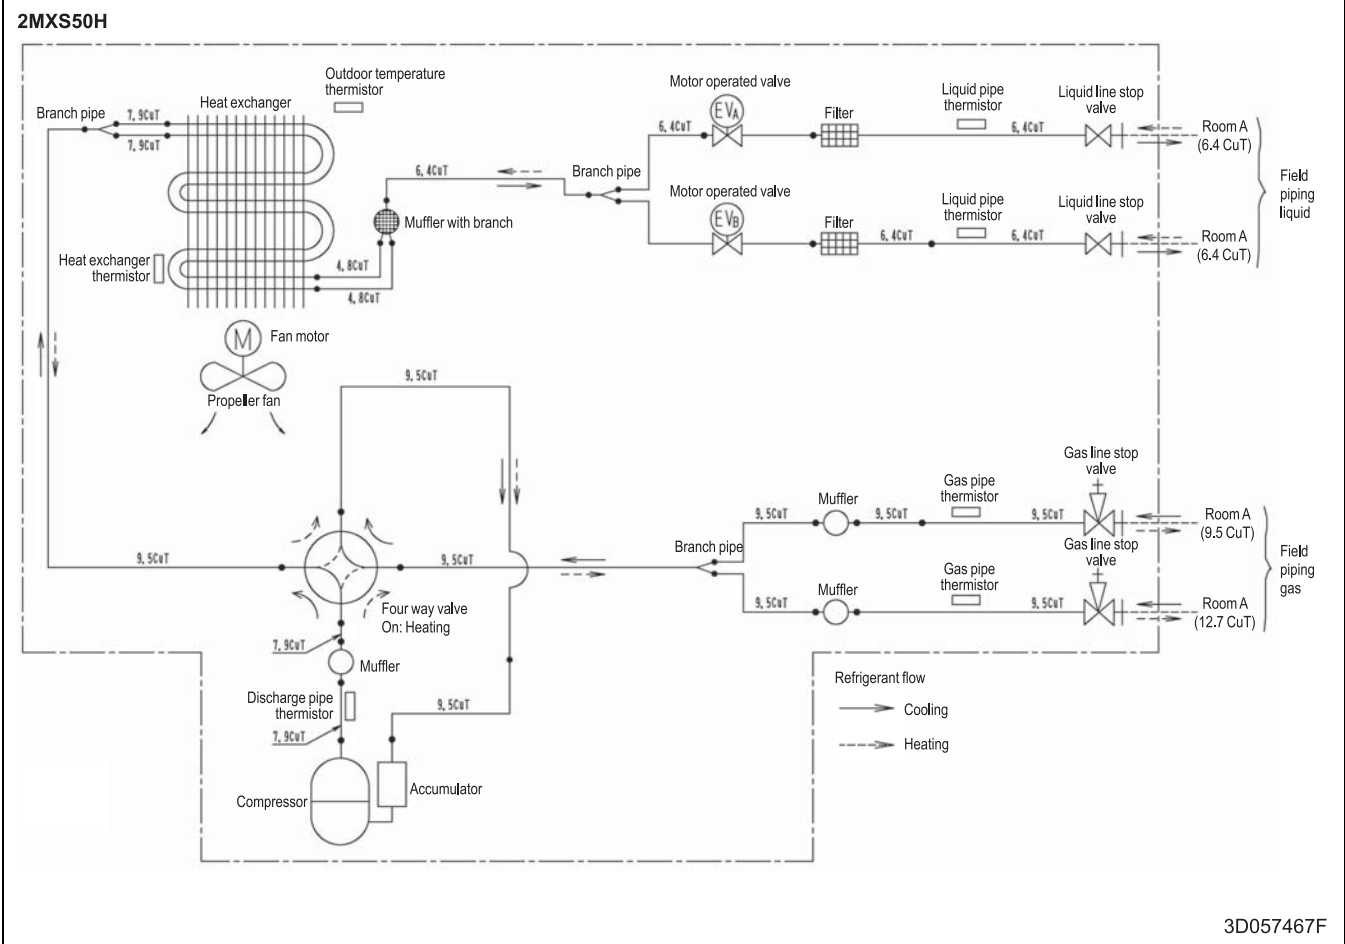 2MXS50H
Outdoor temperature
thermistor
Heat exchanger
Branch pipe
7,9CuT
7,9CuT
Motor operated valve
EVA
6,4CuT
Filter
Liquid pipe
thermistor
6,4CuT
Liquid line stop
valve
Room A
(6.4 CuT)
Field
piping
liquid
6,4CuT
Branch pipe
Muffler with branch
Motor operated valve
EVB
Filter
6,4CuT
Liquid pipe
thermistor
6,4CuT
Liquid line stop
valve
Room A
(6.4 CuT)
Heat exchanger
thermistor
4,8CuT
4,8CuT
M
Fan motor
Propeller fan
9,5CuT
Gas line stop
valve
Muffler
Gas pipe
thermistor
9,5CuT
9,5CuT
9,5CuT
Room A
(9.5 CuT)
Gas line stop
valve
Field
piping
gas
9,5CuT
9,5CuT
Branch pipe
Muffler
Gas pipe
thermistor
9,5CuT
9,5CuT
Room A
(12.7 CuT)
Four way valve
On: Heating
7,9CuT
Muffler
Discharge pipe
thermistor
7,9CuT
9,5CuT
Compressor
Accumulator
Refrigerant flow
Cooling
Heating
3D057467F